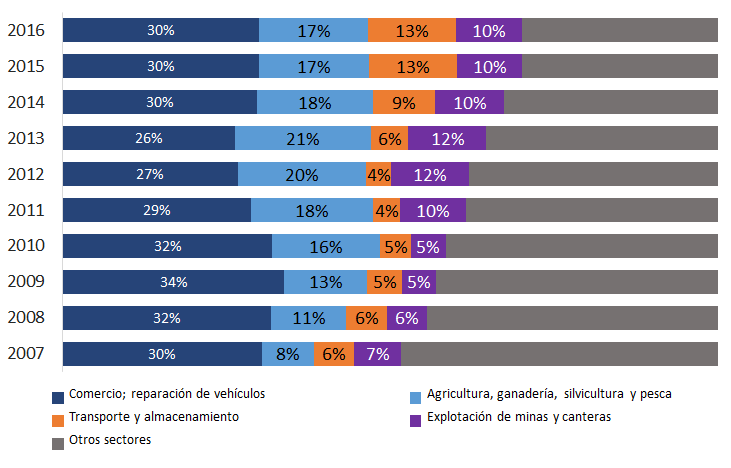 2016 30% 17% 13% 10%
2015 30% 17% 13% 10%
2014 30% 18% 9% 10%
2013 26% 21% 6% 12%
2012 27% 20% 4% 12%
2011 29% 18% 4% 10%
2010 32% 16% 5% 5%
2009 34% 13% 5% 5%
2008 32% 11% 6% 6%
2007 30% 8% 6% 7%
Comercio; reparación de vehículos Agricultura, ganadería, silvicultura y pesca
Transporte y almacenamiento Explotación de minas y canteras
Otros sectores